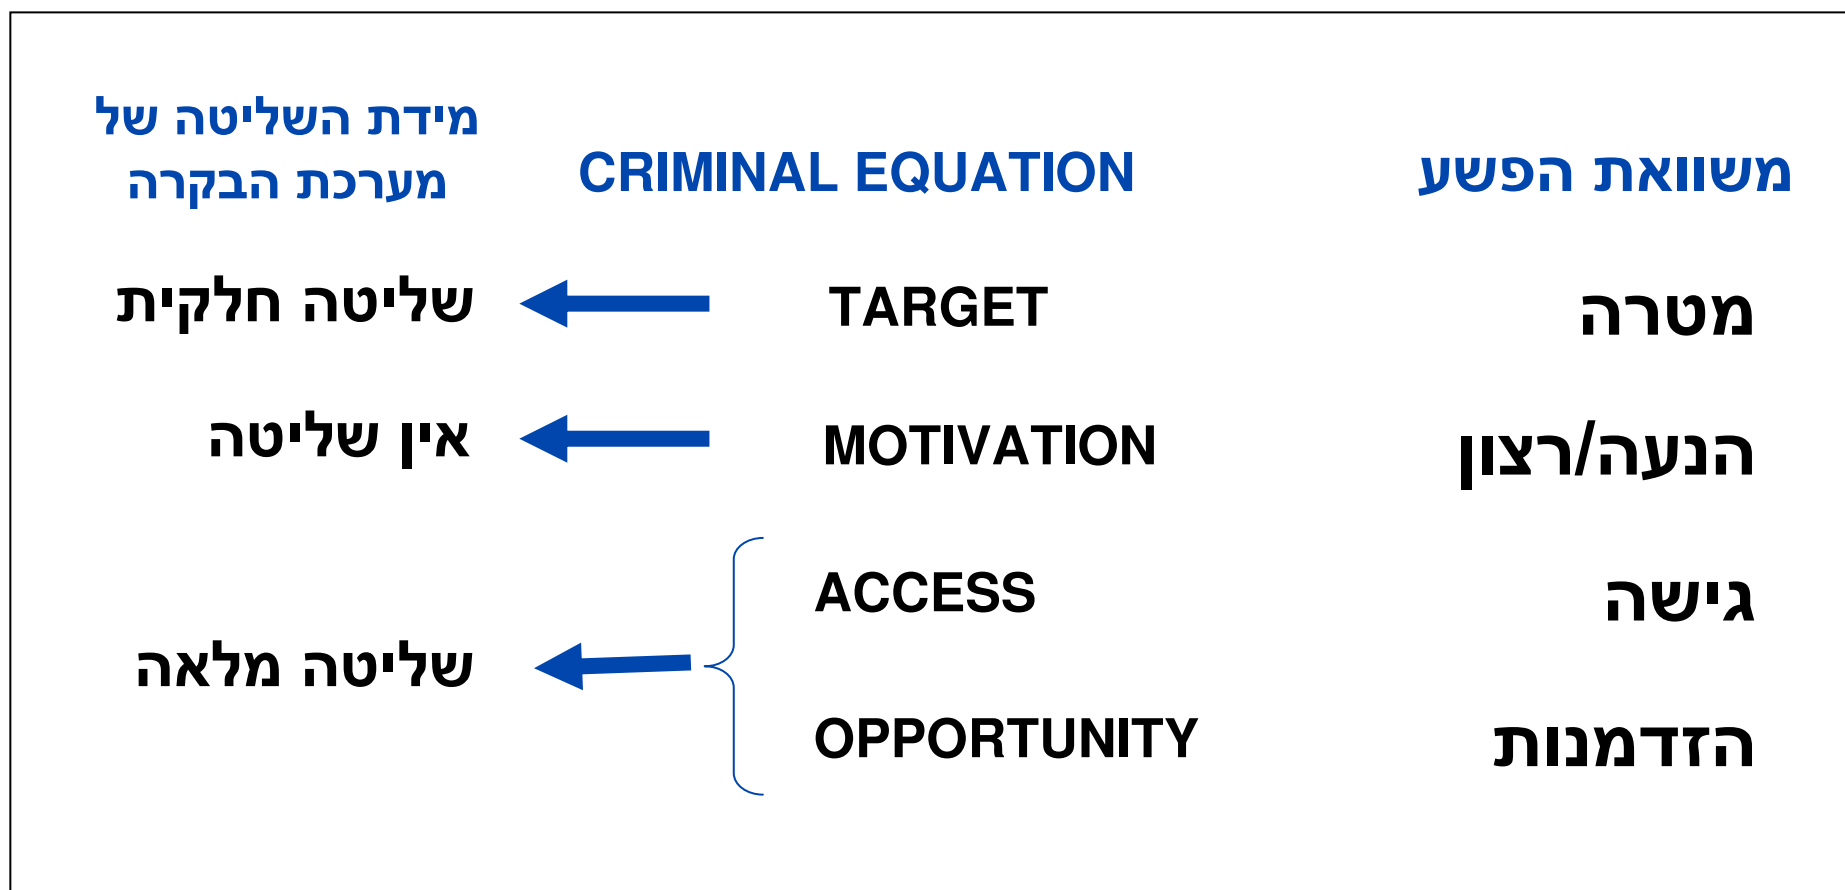 משוואת הפשע
CRIMINAL EQUATION
מידת השליטה של
מערכת הבקרה
מטרה
TARGET
שליטה חלקית
הנעה/רצון
MOTIVATION
אין שליטה
גישה
ACCESS
שליטה מלאה
הזדמנות
OPPORTUNITY